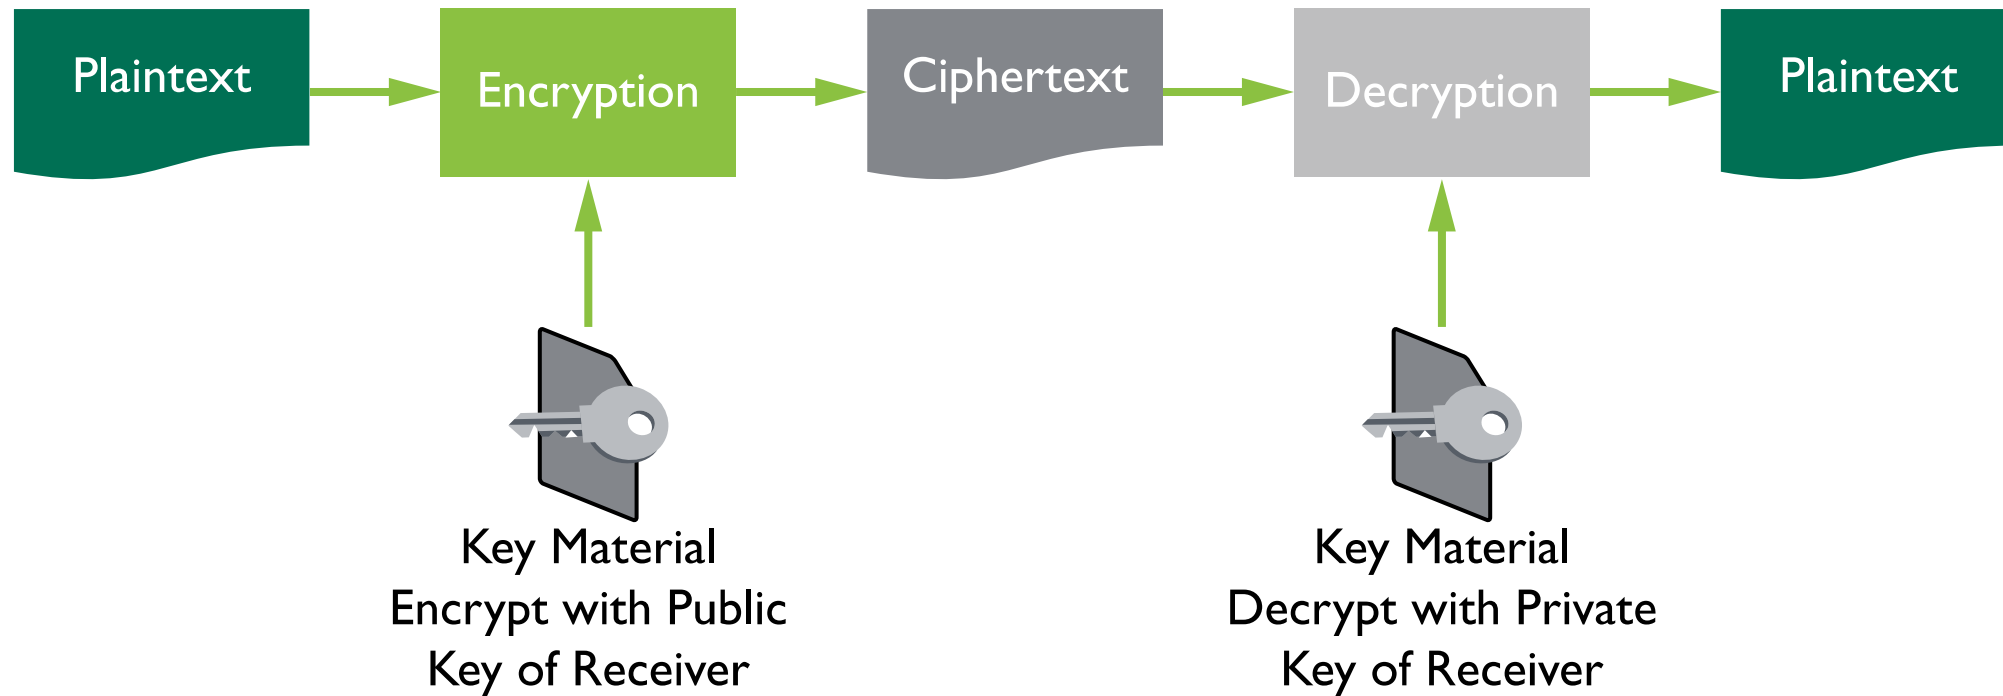 Plaintext
Encryption
Ciphertext
Decryption
Plaintext
Key Material
Encrypt with Public
Key of Receiver
Key Material
Decrypt with Private
Key of Receiver